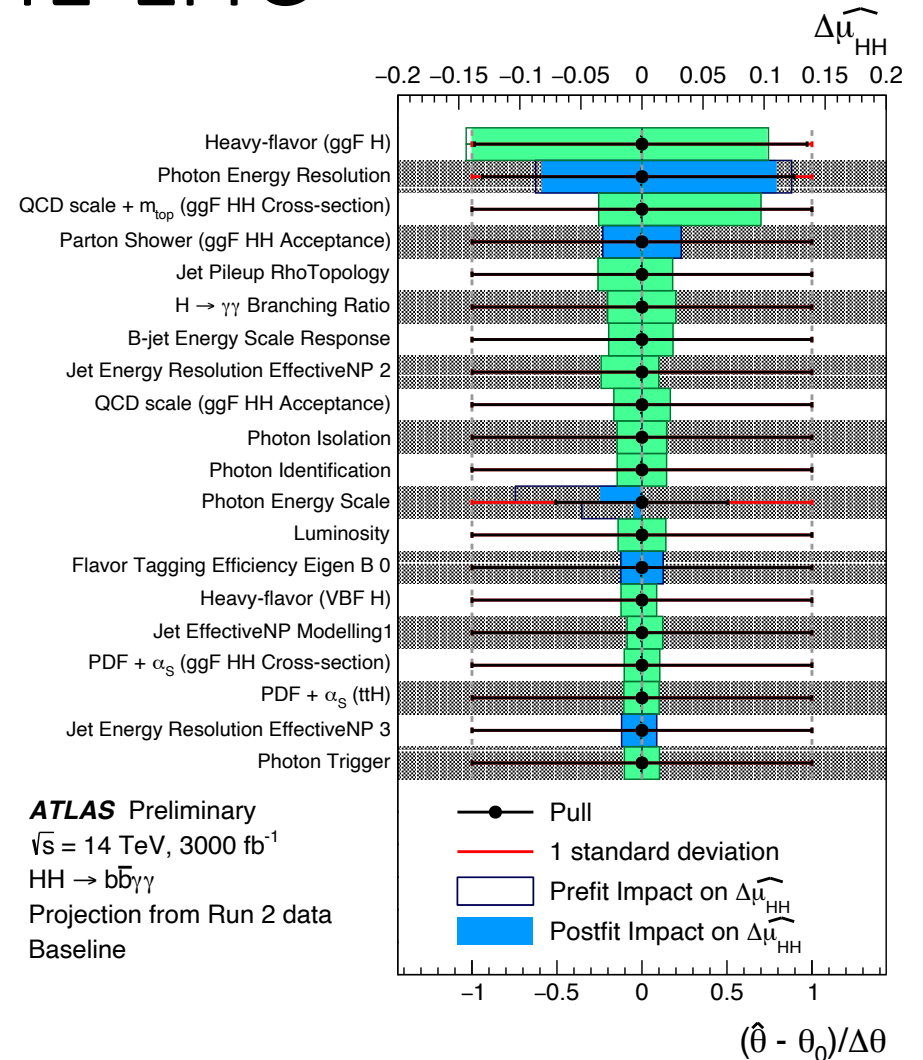 Δμ̂_HH
−0.2 −0.15 −0.1 −0.05 0 0.05 0.1 0.15 0.2
Heavy-flavor (ggF H)
Photon Energy Resolution
QCD scale + m_top (ggF HH Cross-section)
Parton Shower (ggF HH Acceptance)
Jet Pileup RhoTopology
H → γγ Branching Ratio
B-jet Energy Scale Response
Jet Energy Resolution EffectiveNP 2
QCD scale (ggF HH Acceptance)
Photon Isolation
Photon Identification
Photon Energy Scale
Luminosity
Flavor Tagging Efficiency Eigen B 0
Heavy-flavor (VBF H)
Jet EffectiveNP Modelling1
PDF + α_S (ggF HH Cross-section)
PDF + α_S (ttH)
Jet Energy Resolution EffectiveNP 3
Photon Trigger
ATLAS Preliminary
√s = 14 TeV, 3000 fb⁻¹
HH → bb̅γγ
Projection from Run 2 data
Baseline
Pull
1 standard deviation
Prefit Impact on Δμ̂_HH
Postfit Impact on Δμ̂_HH
−1 −0.5 0 0.5 1
(θ̂ - θ₀)/Δθ